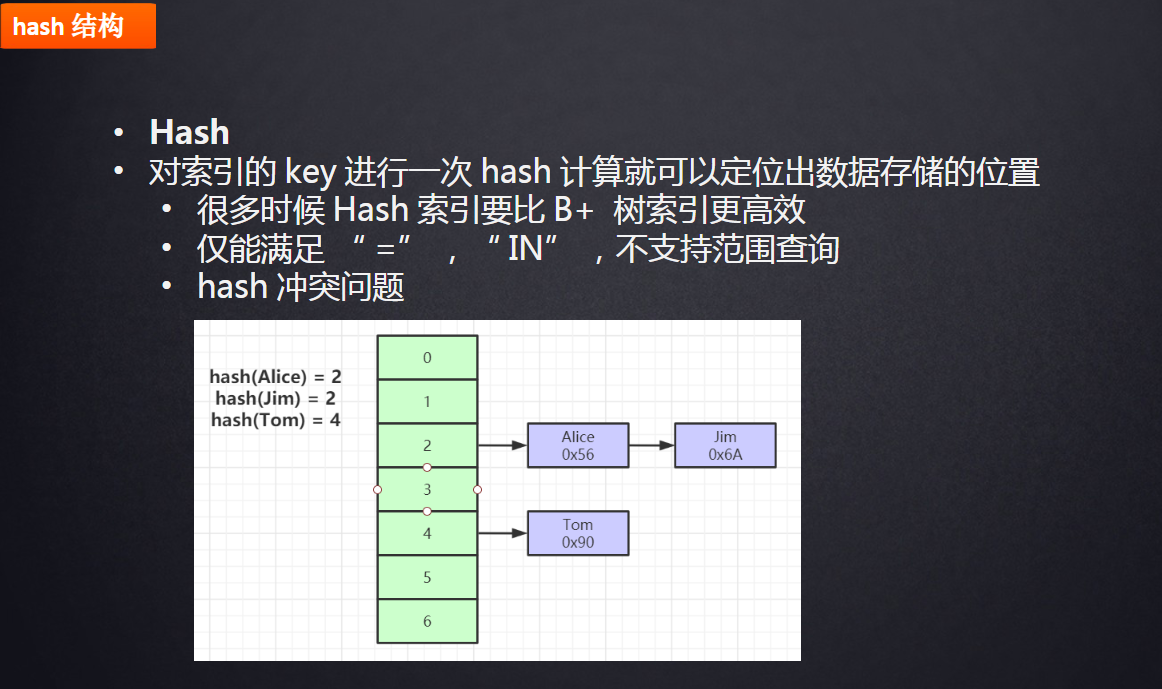 hash 结构
• Hash
• 对索引的 key 进行一次 hash 计算就可以定位出数据存储的位置
• 很多时候 Hash 索引要比 B+ 树索引更高效
• 仅能满足 “ =” ,“ IN” ,不支持范围查询
• hash 冲突问题
hash(Alice) = 2
hash(Jim) = 2
hash(Tom) = 4
0
1
2
Alice
0x56
Jim
0x6A
3
4
Tom
0x90
5
6